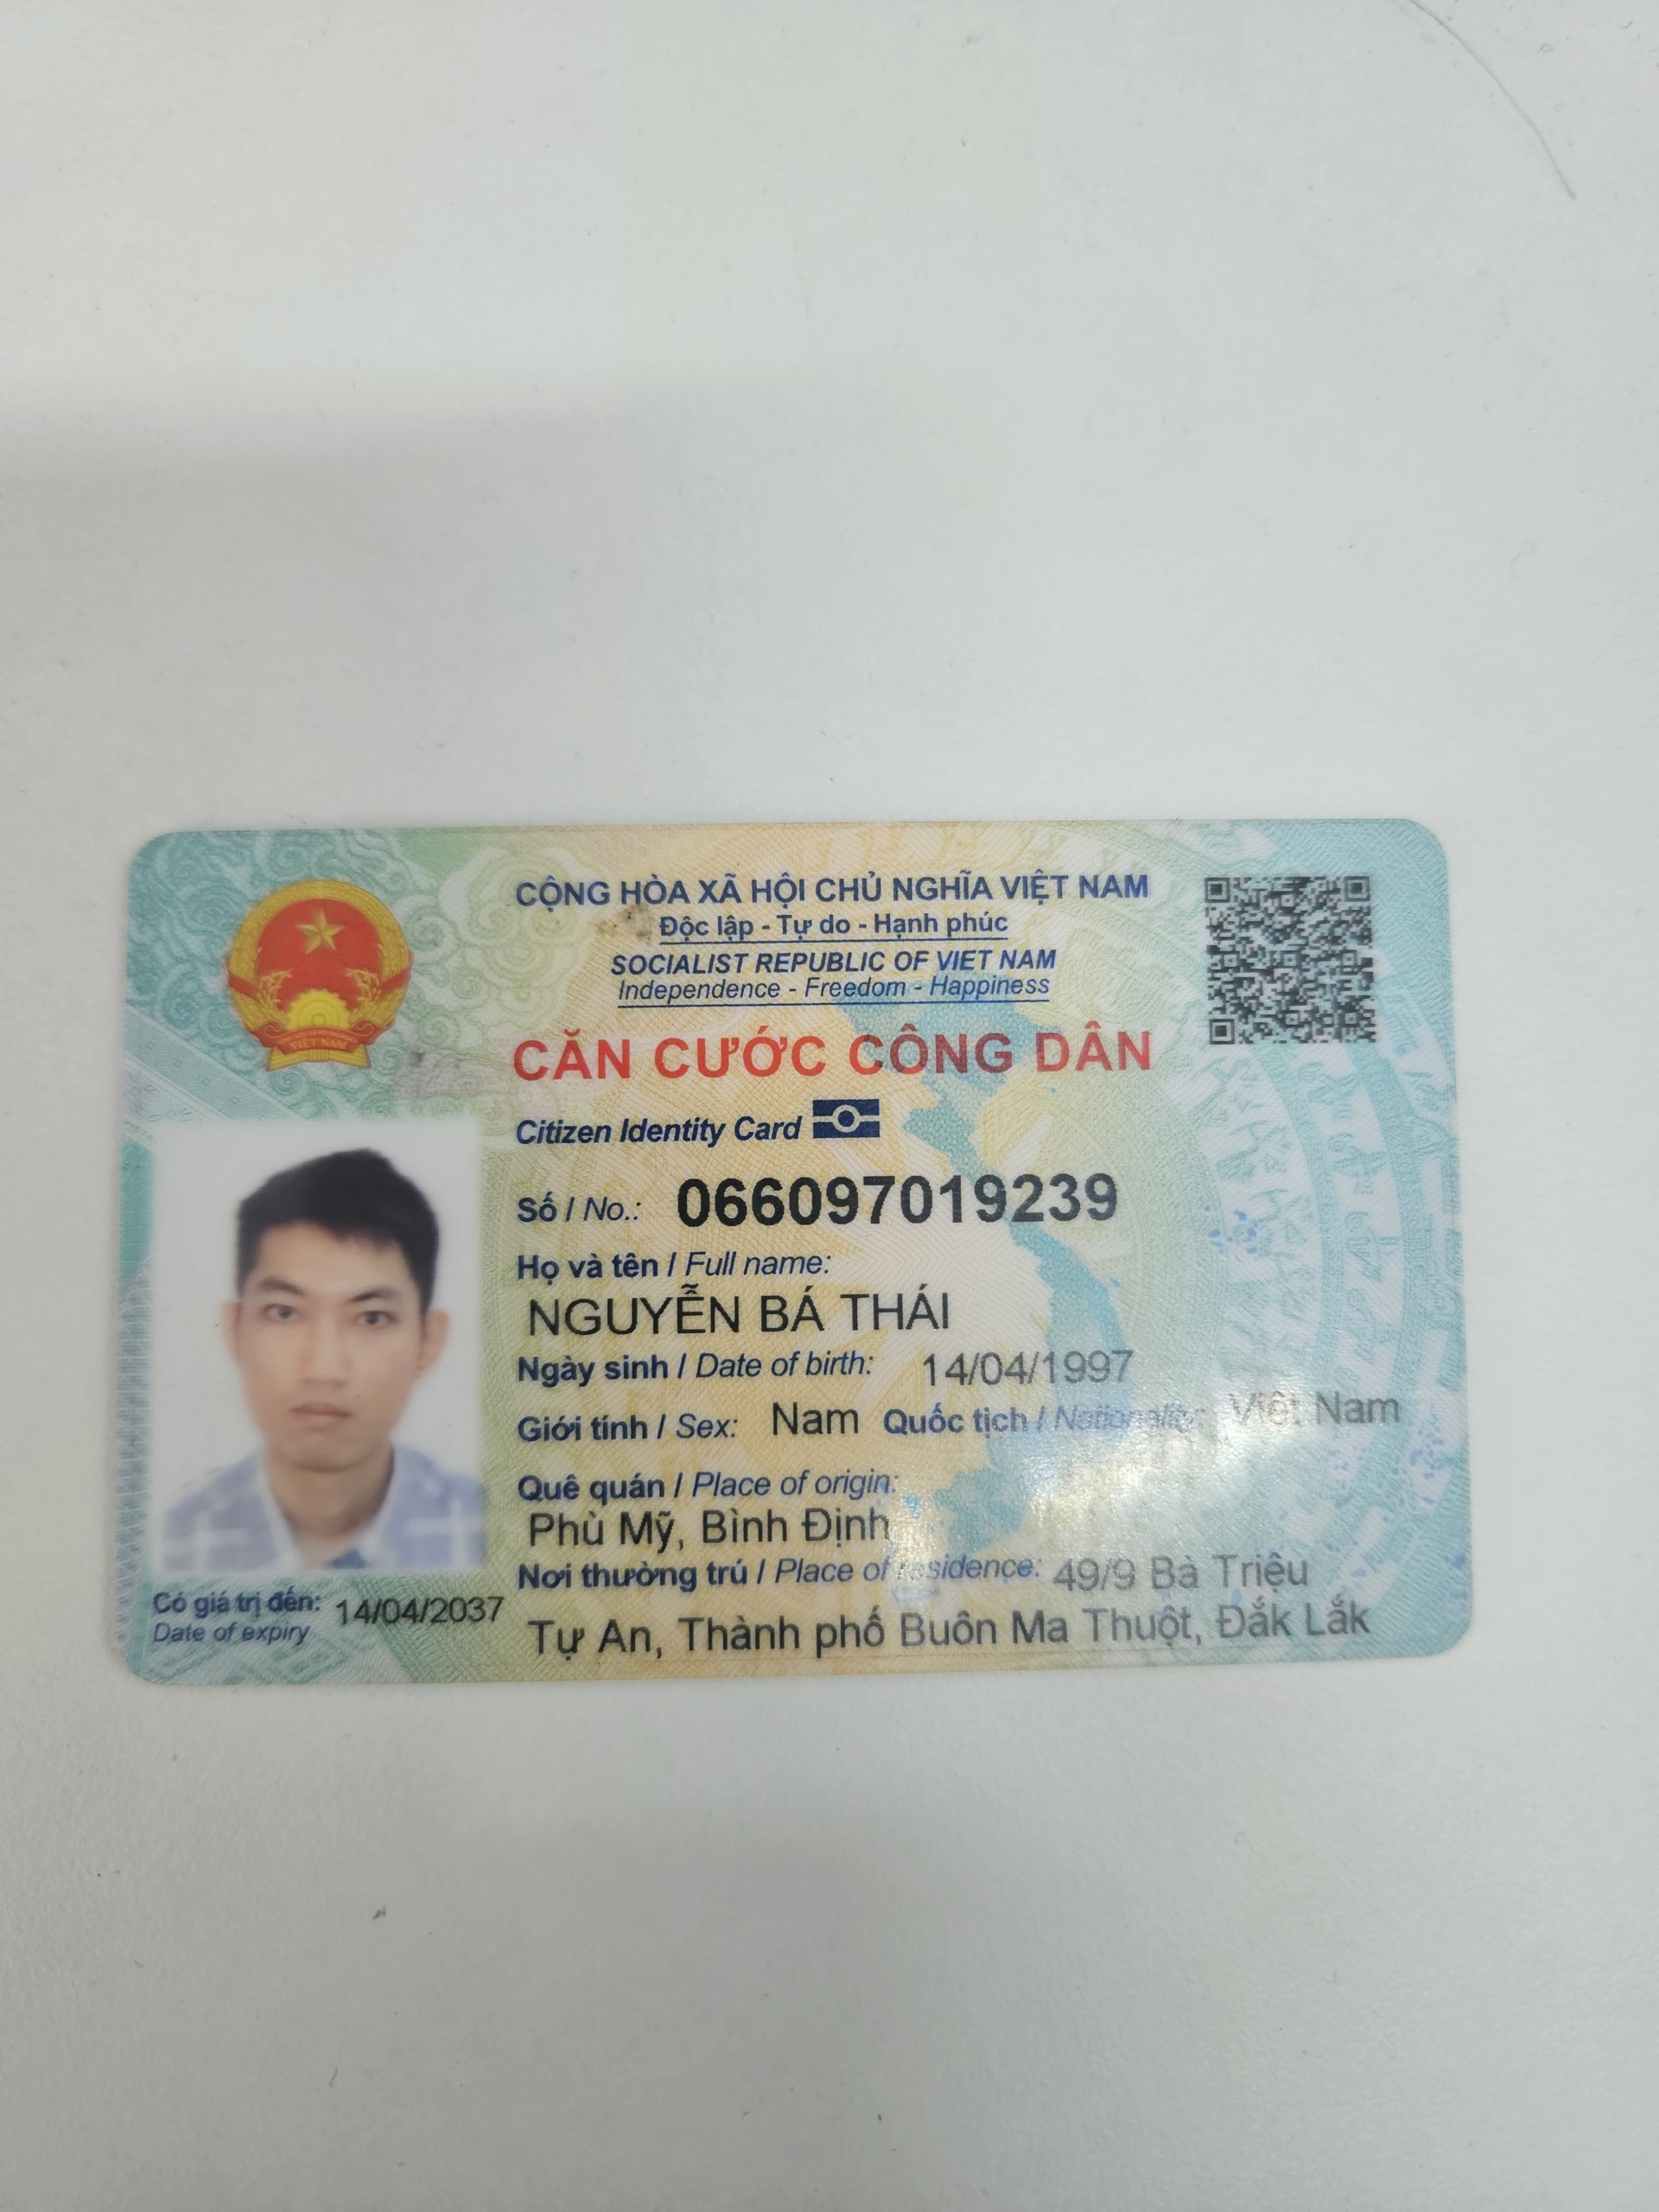 CỘNG HÒA XÃ HỘI CHỦ NGHĨA VIỆT NAM
Độc lập - Tự do - Hạnh phúc
SOCIALIST REPUBLIC OF VIET NAM
Independence - Freedom - Happiness
VIỆT NAM
CĂN CƯỚC CÔNG DÂN
Citizen Identity Card
Số / No.: 066097019239
Họ và tên / Full name:
NGUYỄN BÁ THÁI
Ngày sinh / Date of birth: 14/04/1997
Giới tính / Sex: Nam Quốc tịch / Nationality: Việt Nam
Quê quán / Place of origin:
Phù Mỹ, Bình Định
Nơi thường trú / Place of residence: 49/9 Bà Triệu
Tự An, Thành phố Buôn Ma Thuột, Đắk Lắk
Có giá trị đến: 14/04/2037
Date of expiry